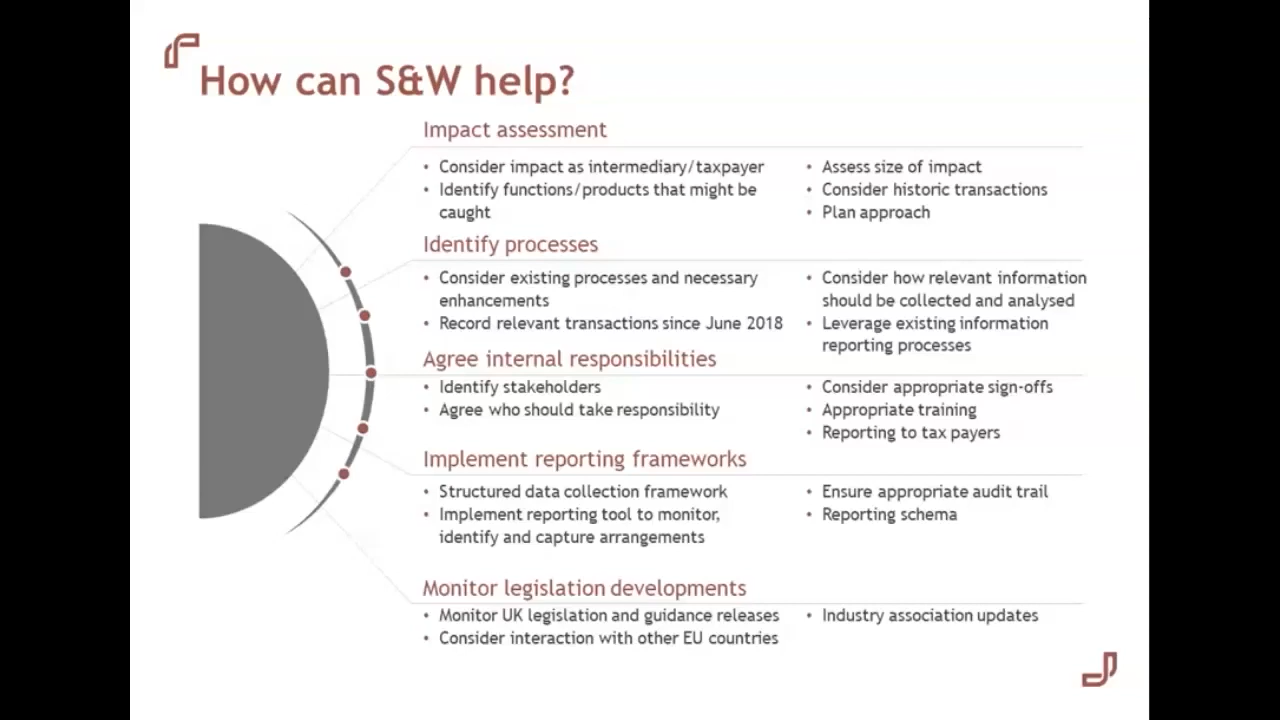 How can S&W help?
Impact assessment
• Consider impact as intermediary/taxpayer
• Identify functions/products that might be
caught
• Assess size of impact
• Consider historic transactions
• Plan approach
Identify processes
• Consider existing processes and necessary
enhancements
• Record relevant transactions since June 2018
• Consider how relevant information
should be collected and analysed
• Leverage existing information
reporting processes
Agree internal responsibilities
• Identify stakeholders
• Agree who should take responsibility
• Consider appropriate sign-offs
• Appropriate training
• Reporting to tax payers
Implement reporting frameworks
• Structured data collection framework
• Implement reporting tool to monitor,
identify and capture arrangements
• Ensure appropriate audit trail
• Reporting schema
Monitor legislation developments
• Monitor UK legislation and guidance releases
• Consider interaction with other EU countries
• Industry association updates